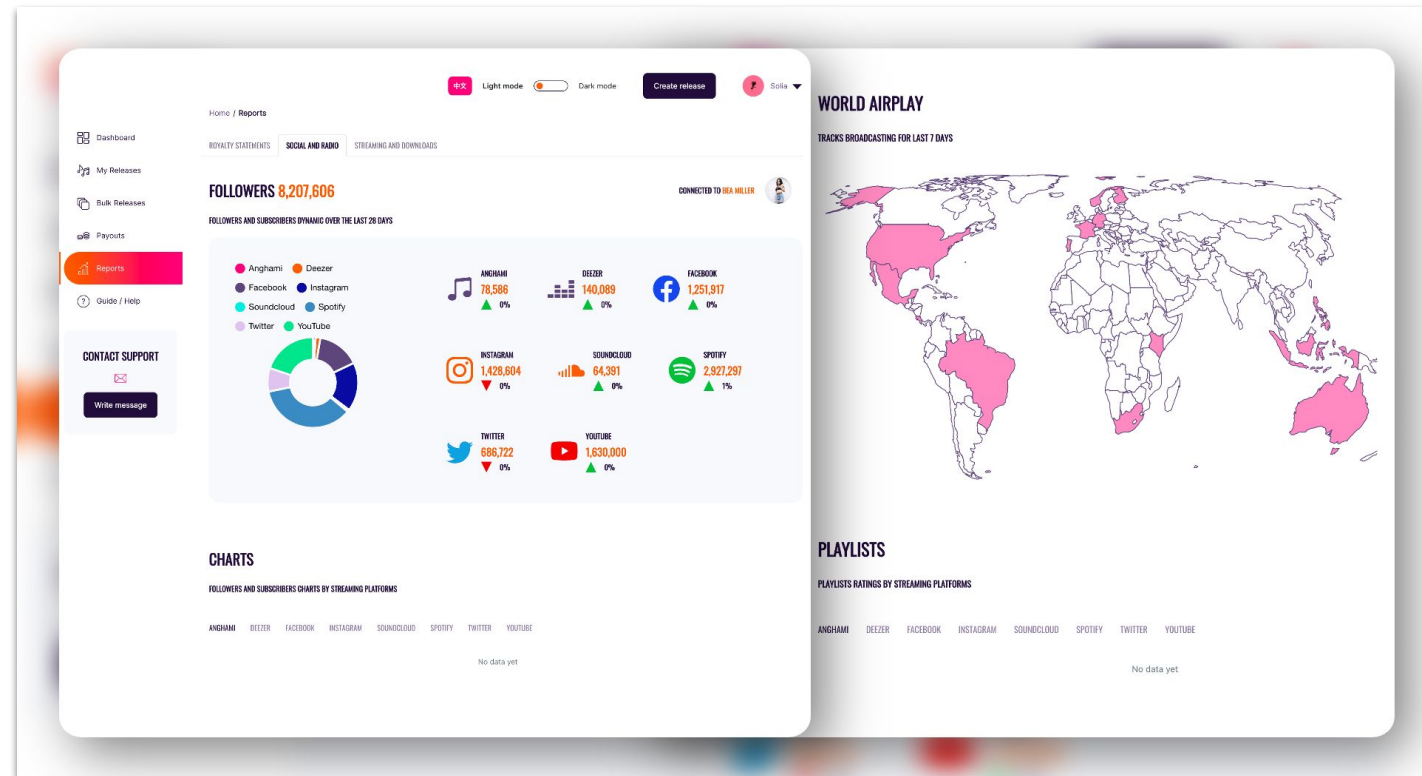 中文 Light mode Dark mode Create release Solia
Home / Reports
Dashboard
My Releases
Bulk Releases
Payouts
Reports
Guide / Help
CONTACT SUPPORT
Write message
ROYALTY STATEMENTS SOCIAL AND RADIO STREAMING AND DOWNLOADS
FOLLOWERS 8,207,606
CONNECTED TO BEA MILLER
FOLLOWERS AND SUBSCRIBERS DYNAMIC OVER THE LAST 28 DAYS
Anghami Deezer
Facebook Instagram
Soundcloud Spotify
Twitter YouTube
ANGHAMI
78,586
0%
DEEZER
140,089
0%
FACEBOOK
1,251,917
0%
INSTAGRAM
1,428,604
0%
SOUNDCLOUD
64,391
0%
SPOTIFY
2,927,297
1%
TWITTER
686,722
0%
YOUTUBE
1,630,000
0%
CHARTS
FOLLOWERS AND SUBSCRIBERS CHARTS BY STREAMING PLATFORMS
ANGHAMI DEEZER FACEBOOK INSTAGRAM SOUNDCLOUD SPOTIFY TWITTER YOUTUBE
No data yet
WORLD AIRPLAY
TRACKS BROADCASTING FOR LAST 7 DAYS
PLAYLISTS
PLAYLISTS RATINGS BY STREAMING PLATFORMS
ANGHAMI DEEZER FACEBOOK INSTAGRAM SOUNDCLOUD SPOTIFY TWITTER YOUTUBE
No data yet